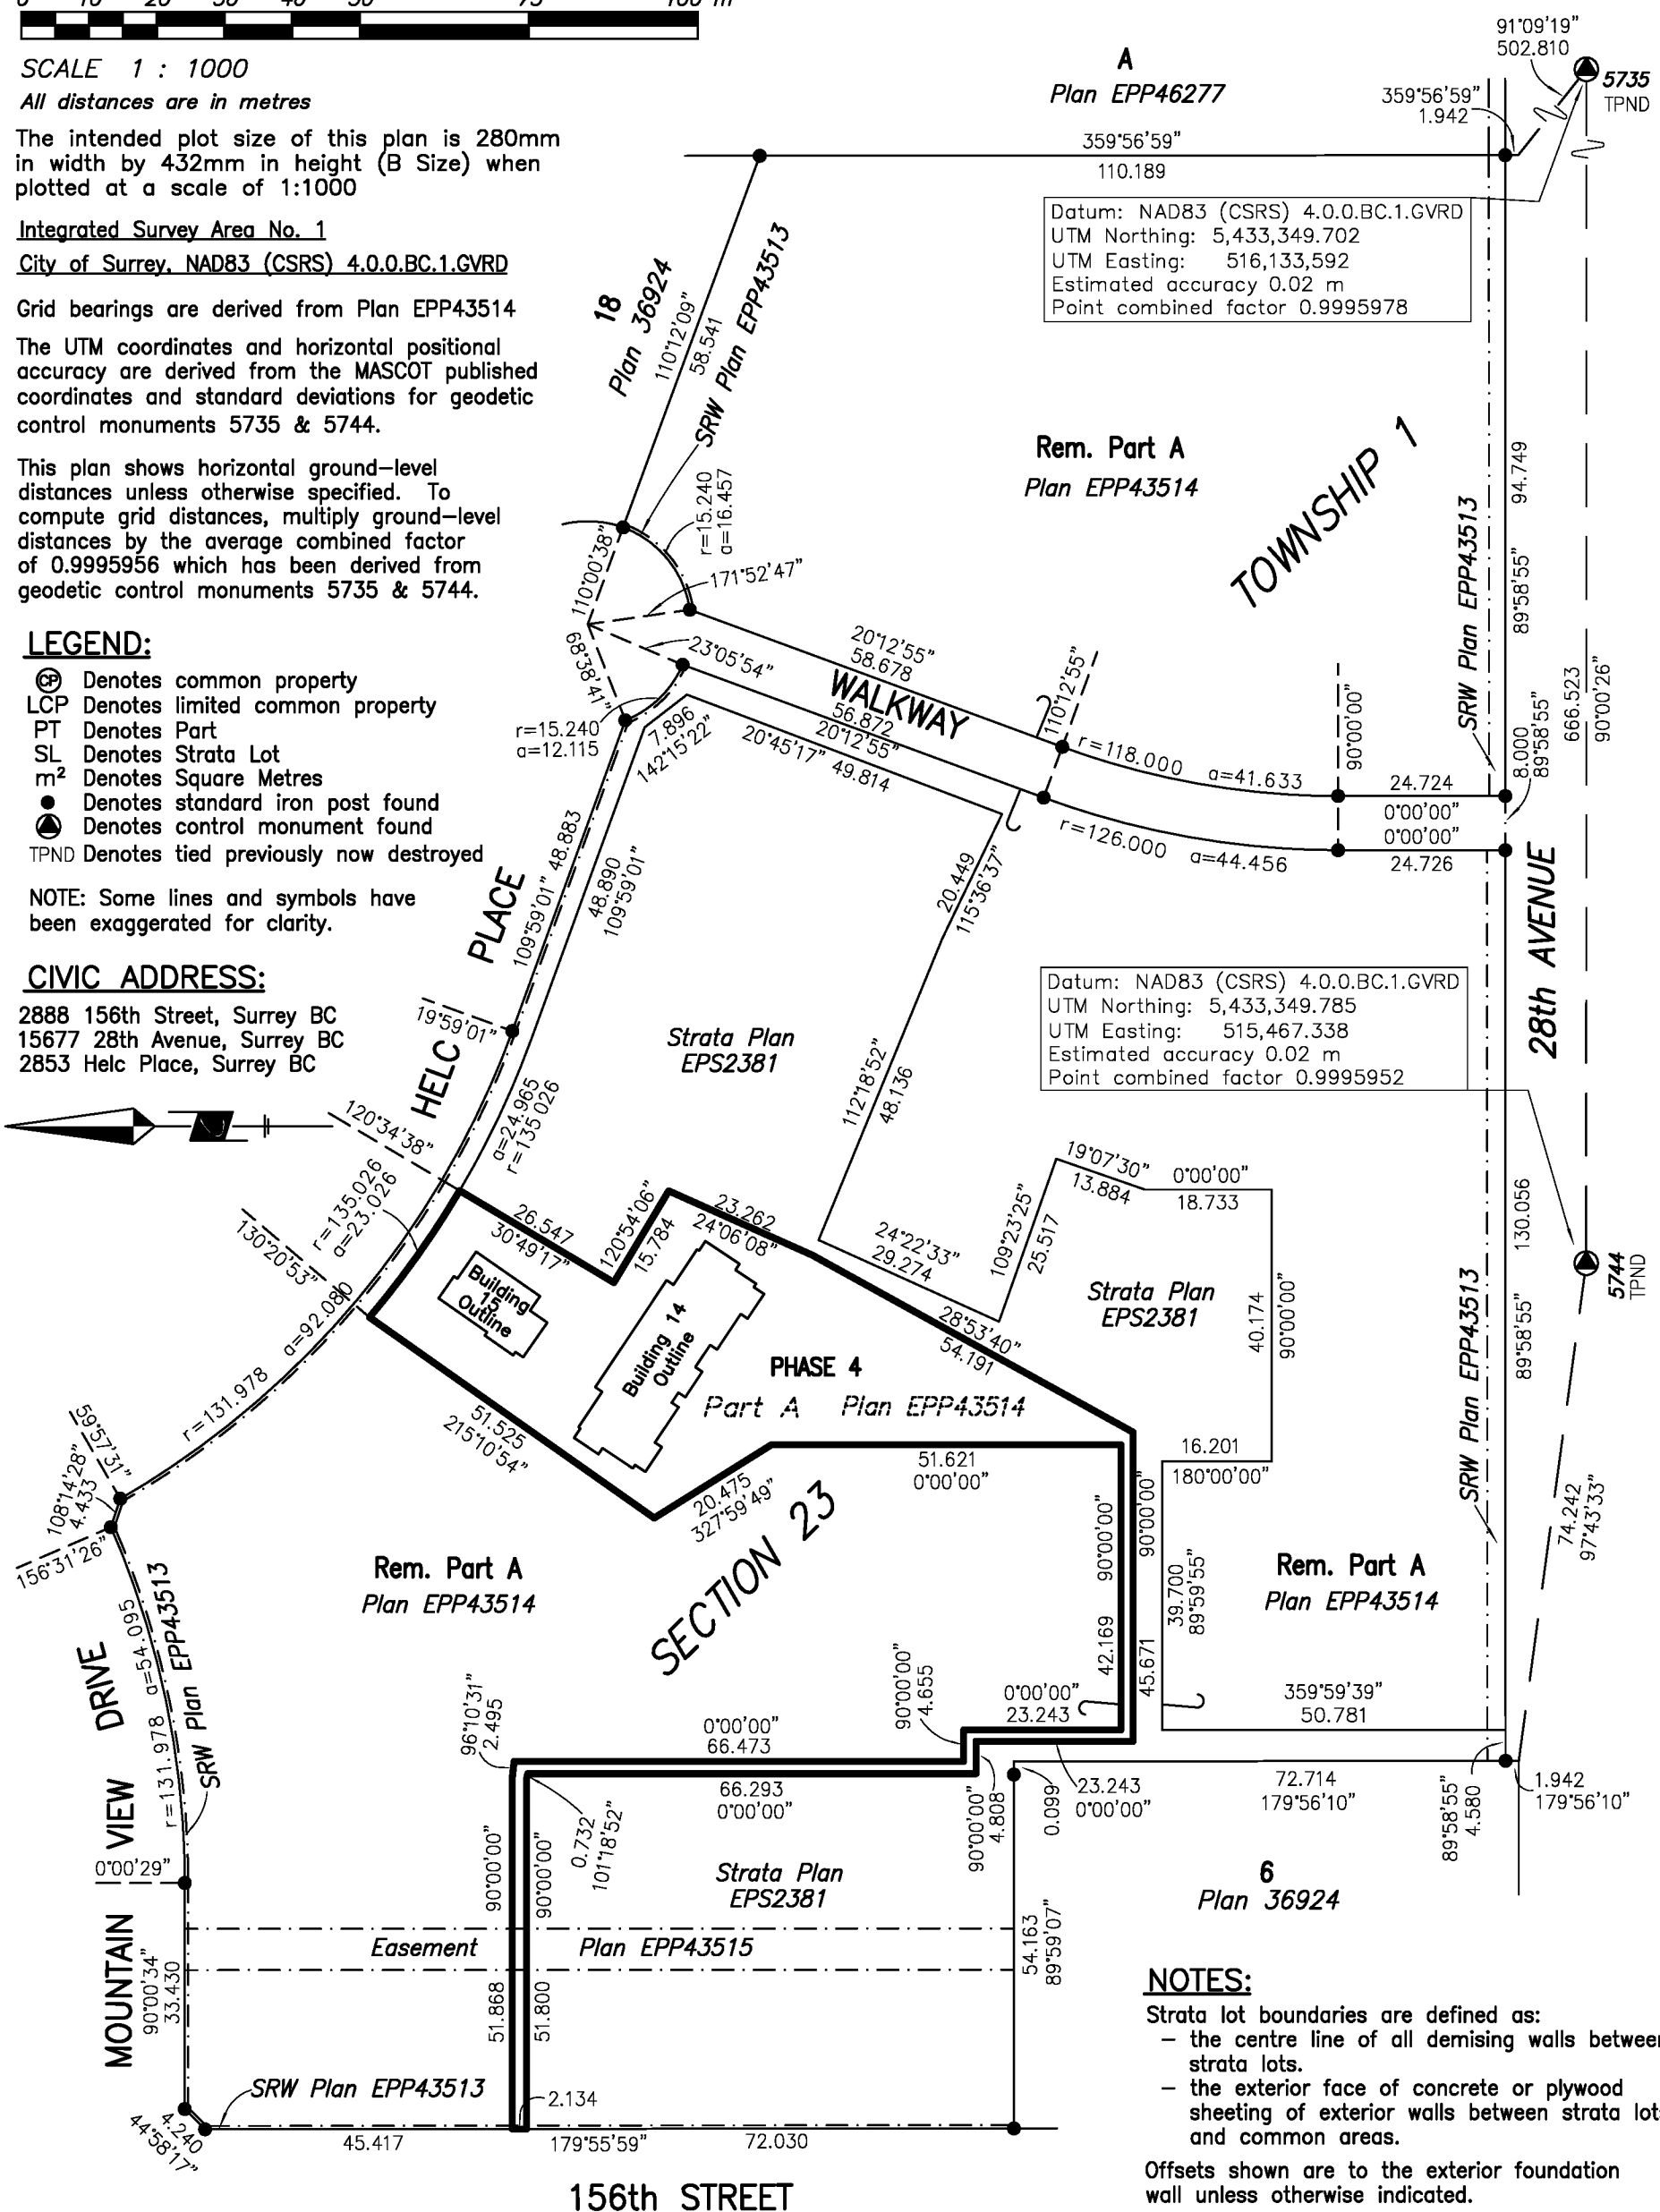 0 10 20 30 40 50 75 100 m
SCALE 1 : 1000
All distances are in metres
The intended plot size of this plan is 280mm
in width by 432mm in height (B Size) when
plotted at a scale of 1:1000
Integrated Survey Area No. 1
City of Surrey, NAD83 (CSRS) 4.0.0.BC.1.GVRD
Grid bearings are derived from Plan EPP43514
The UTM coordinates and horizontal positional
accuracy are derived from the MASCOT published
coordinates and standard deviations for geodetic
control monuments 5735 & 5744.
This plan shows horizontal ground-level
distances unless otherwise specified. To
compute grid distances, multiply ground-level
distances by the average combined factor
of 0.9995956 which has been derived from
geodetic control monuments 5735 & 5744.
LEGEND:
CP Denotes common property
LCP Denotes limited common property
PT Denotes Part
SL Denotes Strata Lot
m² Denotes Square Metres
Denotes standard iron post found
Denotes control monument found
TPND Denotes tied previously now destroyed
NOTE: Some lines and symbols have
been exaggerated for clarity.
CIVIC ADDRESS:
2888 156th Street, Surrey BC
15677 28th Avenue, Surrey BC
2853 Helc Place, Surrey BC
A
Plan EPP46277
91°09'19"
502.810
5735
TPND
359°56'59"
1.942
359°56'59"
110.189
Datum: NAD83 (CSRS) 4.0.0.BC.1.GVRD
UTM Northing: 5,433,349.702
UTM Easting: 516,133,592
Estimated accuracy 0.02 m
Point combined factor 0.9995978
18
Plan 36924
110°12'09"
58.541
SRW Plan EPP43513
Rem. Part A
Plan EPP43514
TOWNSHIP 1
94.749
89°58'55"
SRW Plan EPP43513
666.523
90°00'26"
r=15.240
a=16.457
110°00'38"
171°52'47"
68°38'41"
23°05'54"
r=15.240
a=12.115
7.896
142°15'22"
20°12'55"
58.678
WALKWAY
56.872
20°12'55"
20°45'17" 49.814
110°12'55"
r=118.000 a=41.633
90°00'00"
24.724
0°00'00"
0°00'00"
24.726
8.000
89°58'55"
r=126.000 a=44.456
28th AVENUE
109°59'01" 48.883
48.890
109°59'01"
HELC PLACE
20.449
115°36'37"
19°59'01"
Strata Plan
EPS2381
112°18'52"
48.136
Datum: NAD83 (CSRS) 4.0.0.BC.1.GVRD
UTM Northing: 5,433,349.785
UTM Easting: 515,467.338
Estimated accuracy 0.02 m
Point combined factor 0.9995952
120°34'38"
a=24.965
r=135.026
r=135.026
a=23.026
130°20'53"
26.547
30°49'17"
120°54'06"
15.784
23.262
24°06'08"
24°22'33"
29.274
109°23'25"
25.517
19°07'30"
13.884
0°00'00"
18.733
130.056
89°58'55"
5744
TPND
Strata Plan
EPS2381
40.174
90°00'00"
SRW Plan EPP43513
Building
15
Outline
Building 14
Outline
28°53'40"
54.191
PHASE 4
Part A Plan EPP43514
r=131.978 a=92.080
51.525
215°10'54"
51.621
0°00'00"
16.201
180°00'00"
59°57'31"
108°14'28"
4.433
156°31'26"
20.475
327°59'49"
SECTION 23
90°00'00"
42.169
90°00'00"
45.671
39.700
89°59'55"
74.242
97°43'33"
Rem. Part A
Plan EPP43514
Rem. Part A
Plan EPP43514
r=131.978 a=54.095
SRW Plan EPP43513
MOUNTAIN VIEW DRIVE
96°10'31"
2.495
0°00'00"
66.473
90°00'00"
4.655
0°00'00"
23.243
359°59'39"
50.781
66.293
0°00'00"
0.732
101°18'52"
90°00'00"
4.808
0.099
23.243
0°00'00"
72.714
179°56'10"
89°58'55"
4.580
1.942
179°56'10"
0°00'29"
90°00'00"
51.868
90°00'00"
51.800
Strata Plan
EPS2381
6
Plan 36924
Easement Plan EPP43515
54.163
89°59'07"
90°00'34"
33.430
SRW Plan EPP43513
2.134
4.240
44°58'17"
45.417
179°55'59"
72.030
156th STREET
NOTES:
Strata lot boundaries are defined as:
– the centre line of all demising walls between
strata lots.
– the exterior face of concrete or plywood
sheeting of exterior walls between strata lots
and common areas.
Offsets shown are to the exterior foundation
wall unless otherwise indicated.